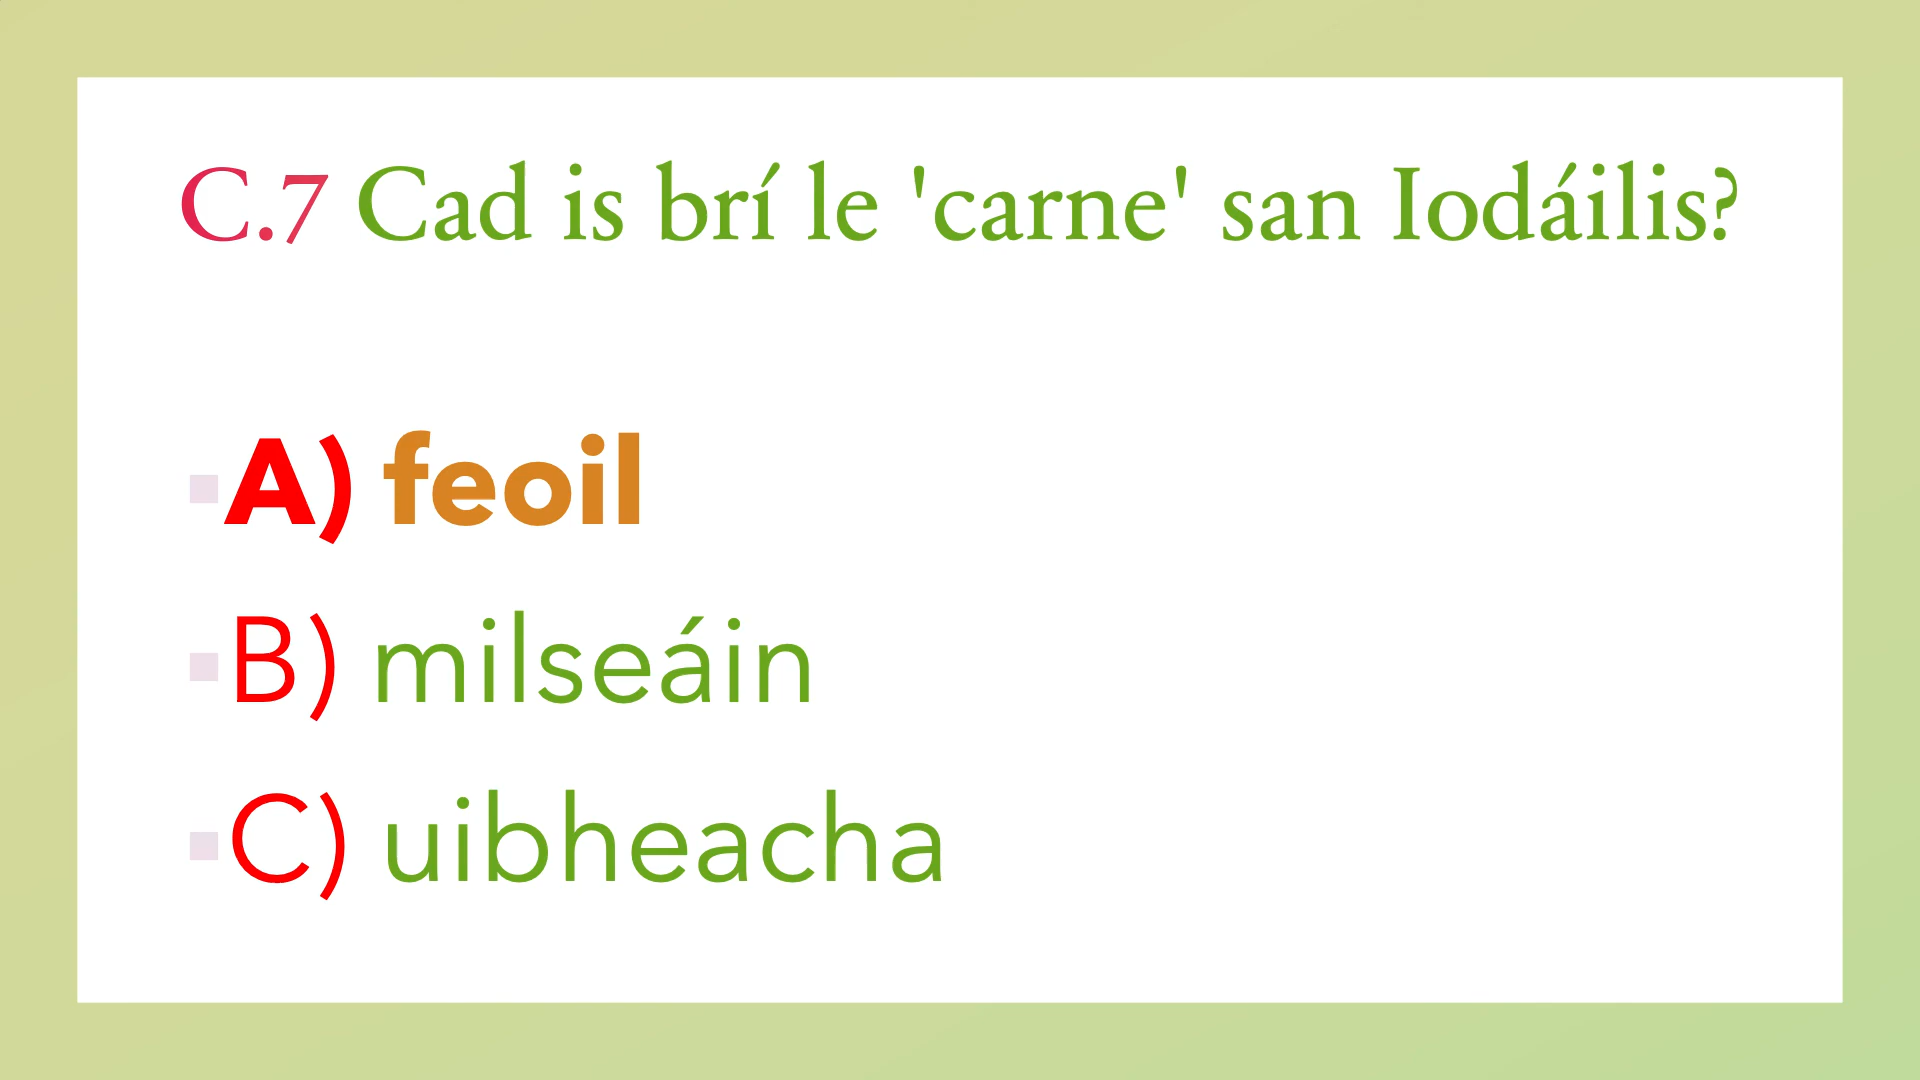 C.7 Cad is brí le 'carne' san Iodáilis?
A) feoil
B) milseáin
C) uibheacha